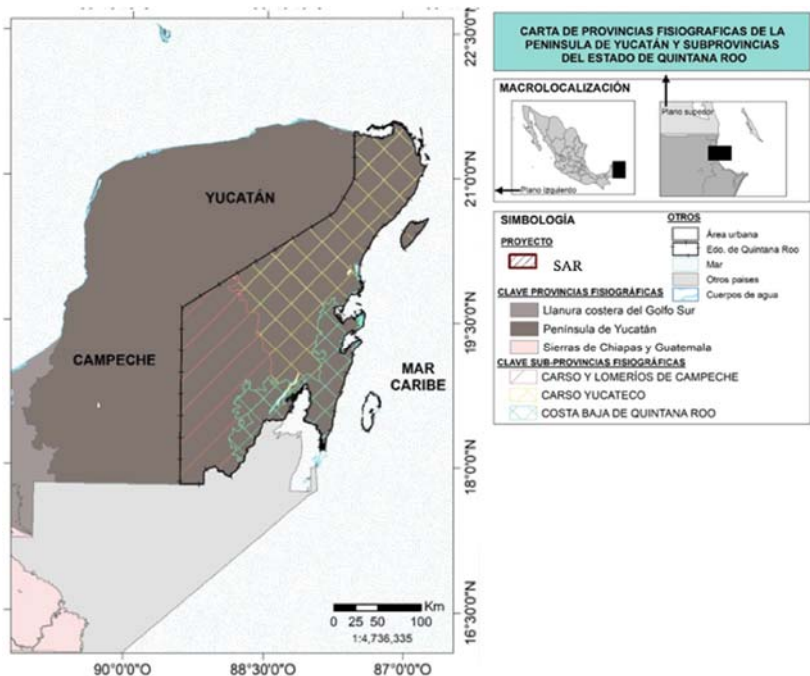 CARTA DE PROVINCIAS FISIOGRAFICAS DE LA
PENINSULA DE YUCATÁN Y SUBPROVINCIAS
DEL ESTADO DE QUINTANA ROO
MACROLOCALIZACIÓN
Plano superior
Plano izquierdo
SIMBOLOGÍA
PROYECTO
SAR
OTROS
Área urbana
Edo. de Quintana Roo
Mar
Otros paises
Cuerpos de agua
CLAVE PROVINCIAS FISIOGRÁFICAS
Llanura costera del Golfo Sur
Península de Yucatán
Sierras de Chiapas y Guatemala
CLAVE SUB-PROVINCIAS FISIOGRÁFICAS
CARSO Y LOMERÍOS DE CAMPECHE
CARSO YUCATECO
COSTA BAJA DE QUINTANA ROO
YUCATÁN
CAMPECHE
MAR
CARIBE
22°30'0"N
21°0'0"N
19°30'0"N
18°0'0"N
16°30'0"N
Km
0 25 50 100
1:4,736,335
90°0'0"O
88°30'0"O
87°0'0"O